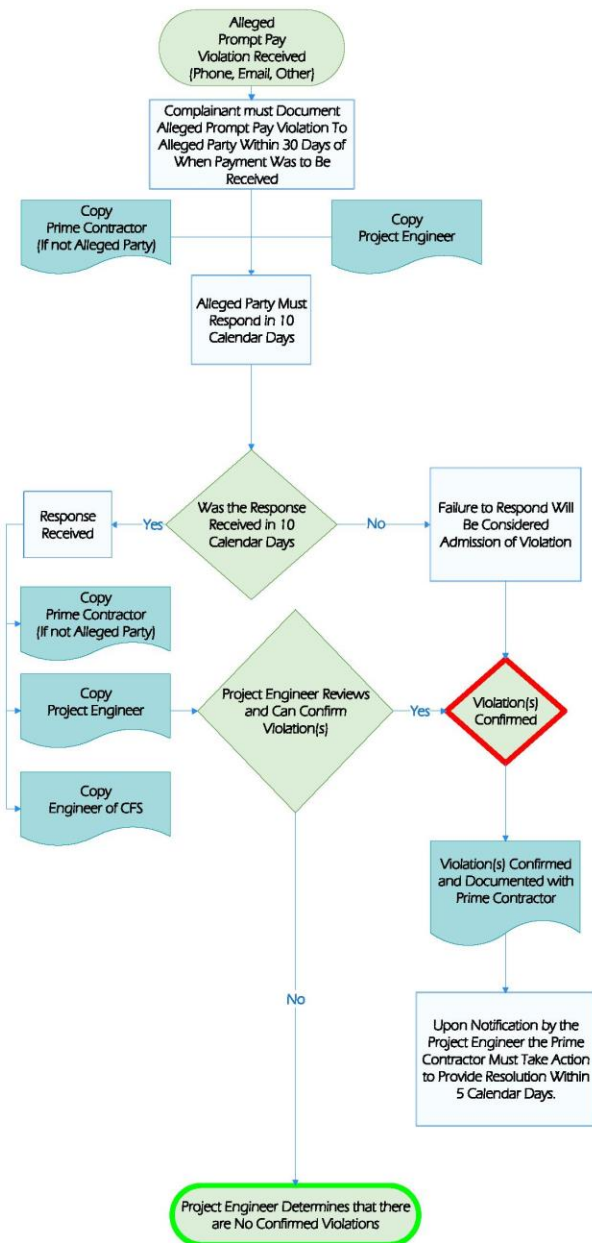 Alleged
Prompt Pay
Violation Received
(Phone, Email, Other)
Complainant must Document
Alleged Prompt Pay Violation To
Alleged Party Within 30 Days of
When Payment Was to Be
Received
Copy
Prime Contractor
(If not Alleged Party)
Copy
Project Engineer
Alleged Party Must
Respond in 10
Calendar Days
Was the Response
Received in 10
Calendar Days
Yes
Response
Received
No
Failure to Respond Will
Be Considered
Admission of Violation
Copy
Prime Contractor
(If not Alleged Party)
Copy
Project Engineer
Copy
Engineer of CFS
Project Engineer Reviews
and Can Confirm
Violation(s)
Yes
Violation(s)
Confirmed
Violation(s) Confirmed
and Documented with
Prime Contractor
Upon Notification by the
Project Engineer the Prime
Contractor Must Take Action
to Provide Resolution Within
5 Calendar Days.
No
Project Engineer Determines that there
are No Confirmed Violations